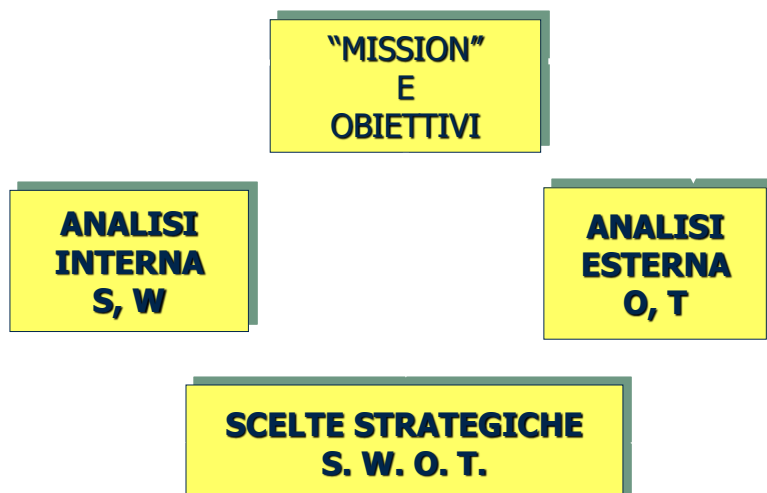 “MISSION”
E
OBIETTIVI
ANALISI
INTERNA
S, W
ANALISI
ESTERNA
O, T
SCELTE STRATEGICHE
S. W. O. T.